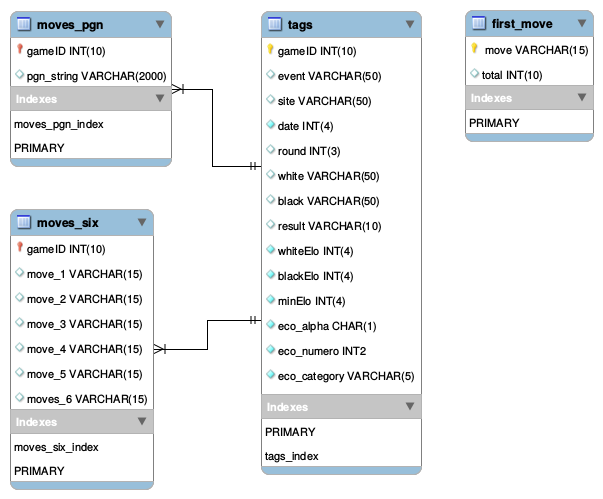 moves_pgn
gameID INT(10)
pgn_string VARCHAR(2000)
Indexes
moves_pgn_index
PRIMARY
moves_six
gameID INT(10)
move_1 VARCHAR(15)
move_2 VARCHAR(15)
move_3 VARCHAR(15)
move_4 VARCHAR(15)
move_5 VARCHAR(15)
moves_6 VARCHAR(15)
Indexes
moves_six_index
PRIMARY
tags
gameID INT(10)
event VARCHAR(50)
site VARCHAR(50)
date INT(4)
round INT(3)
white VARCHAR(50)
black VARCHAR(50)
result VARCHAR(10)
whiteElo INT(4)
blackElo INT(4)
minElo INT(4)
eco_alpha CHAR(1)
eco_numero INT2
eco_category VARCHAR(5)
Indexes
PRIMARY
tags_index
first_move
move VARCHAR(15)
total INT(10)
Indexes
PRIMARY